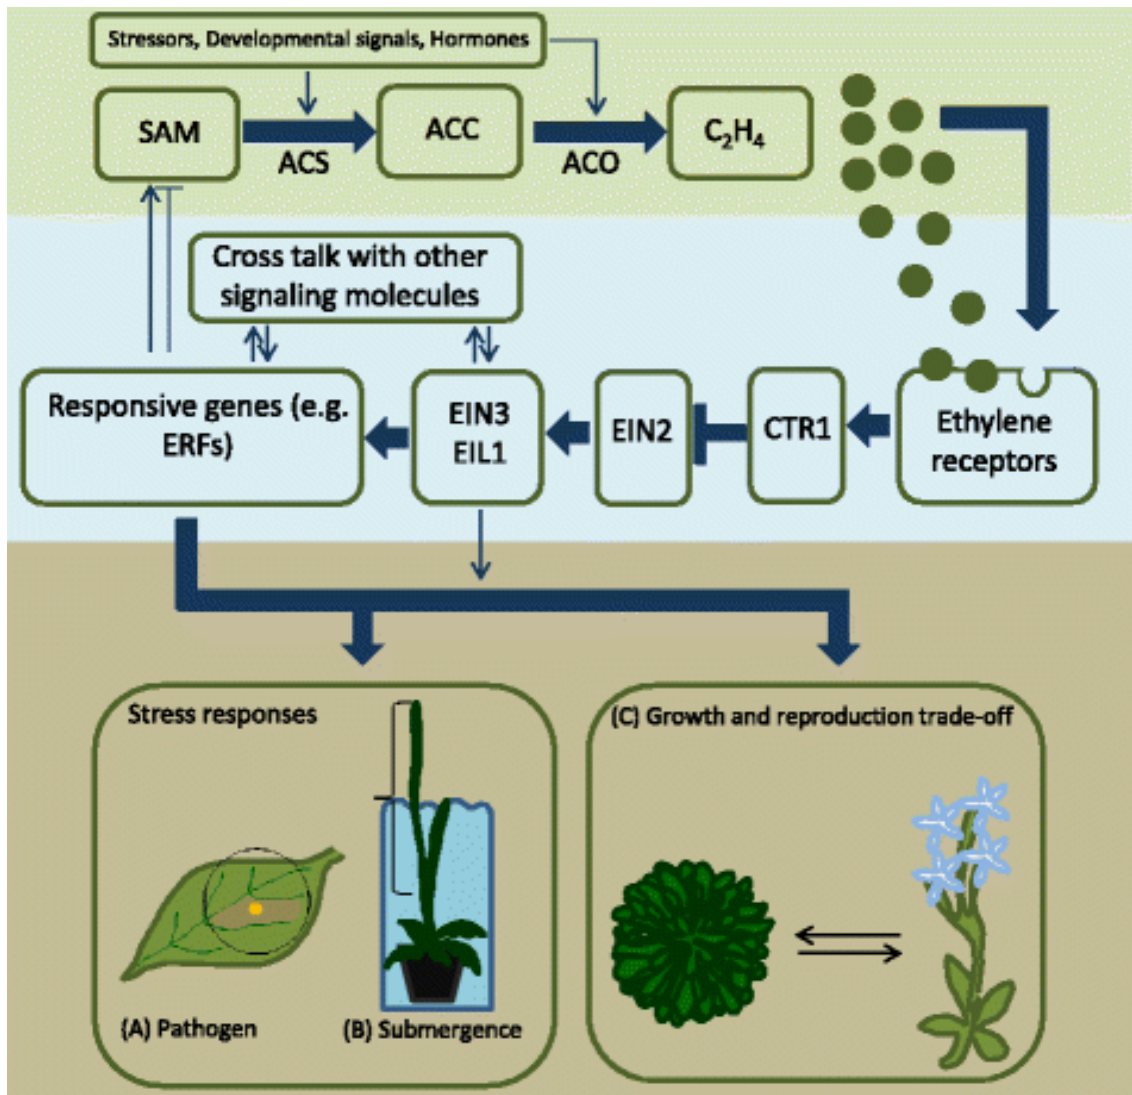 Stressors, Developmental signals, Hormones
SAM
ACS
ACC
ACO
C₂H₄
Cross talk with other
signaling molecules
Responsive genes (e.g.
ERFs)
EIN3
EIL1
EIN2
CTR1
Ethylene
receptors
Stress responses
(A) Pathogen
(B) Submergence
(C) Growth and reproduction trade-off